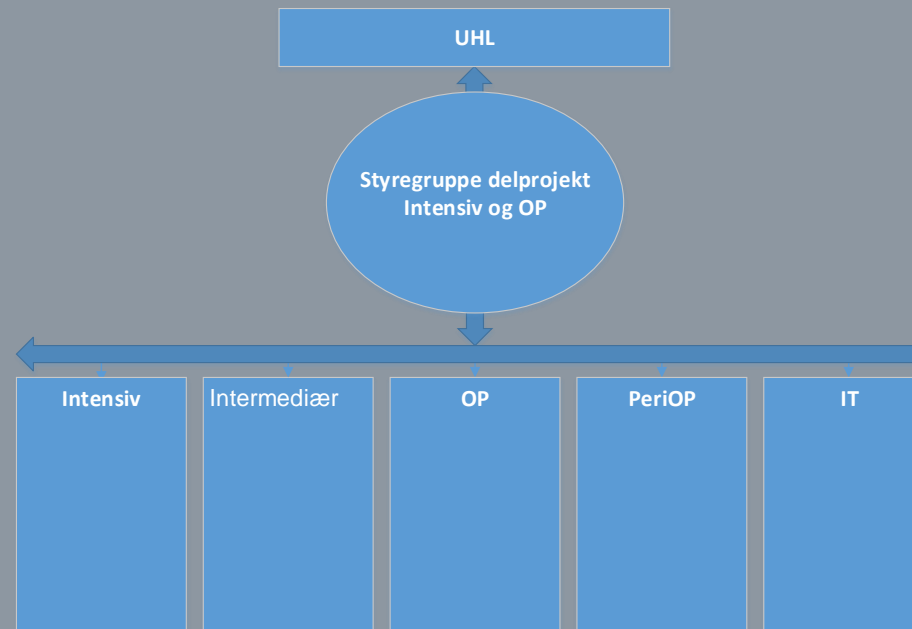 UHL
Styregruppe delprojekt
Intensiv og OP
Intensiv
Intermediær
OP
PeriOP
IT